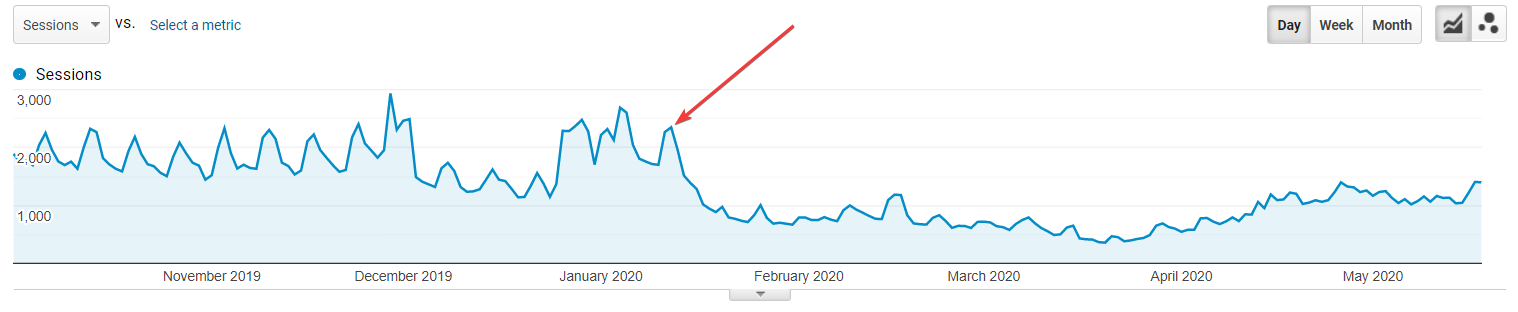 Sessions vs. Select a metric Day Week Month
Sessions
3,000
2,000
1,000
November 2019 December 2019 January 2020 February 2020 March 2020 April 2020 May 2020